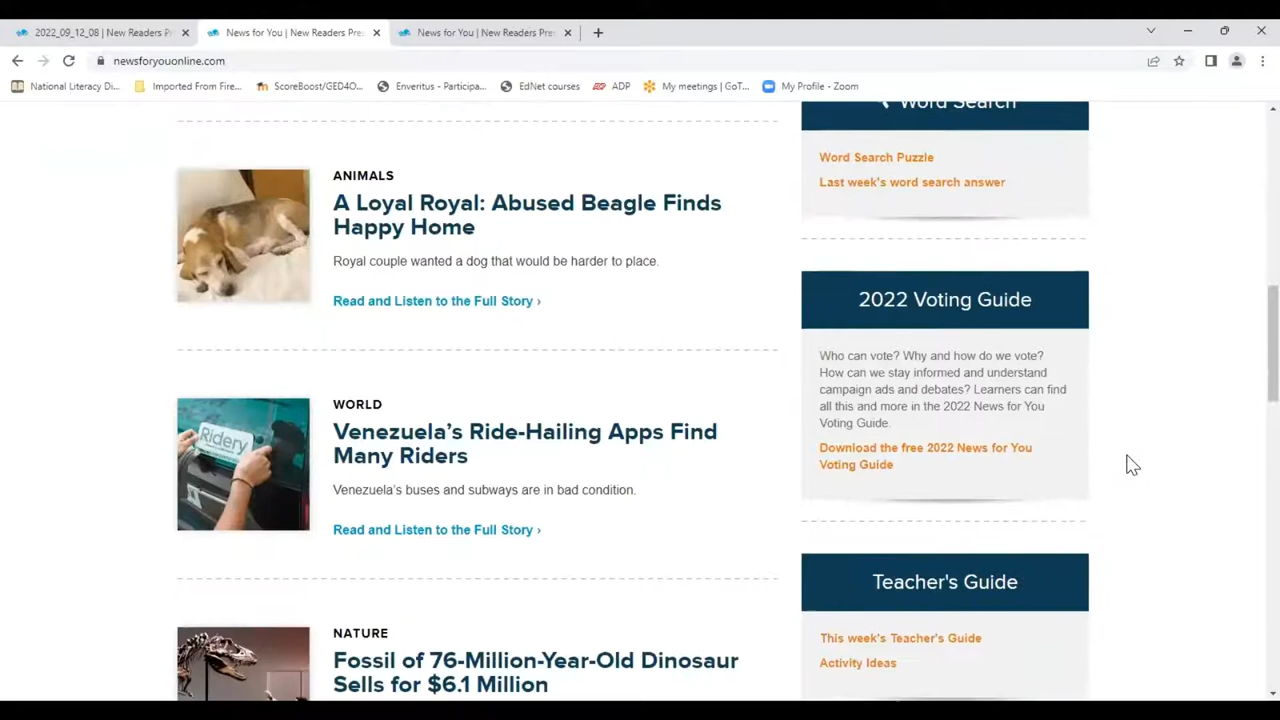 2022_09_12_08 | New Readers Pr
News for You | New Readers Pres
News for You | New Readers Pres
newsforyouonline.com
National Literacy Di...
Imported From Fire...
ScoreBoost/GED4O...
Enveritus - Participa...
EdNet courses
ADP
My meetings | GoT...
My Profile - Zoom
ANIMALS
A Loyal Royal: Abused Beagle Finds
Happy Home
Royal couple wanted a dog that would be harder to place.
Read and Listen to the Full Story ›
WORLD
Venezuela's Ride-Hailing Apps Find
Many Riders
Venezuela's buses and subways are in bad condition.
Read and Listen to the Full Story ›
Ridery
NATURE
Fossil of 76-Million-Year-Old Dinosaur
Sells for $6.1 Million
Word Search
Word Search Puzzle
Last week's word search answer
2022 Voting Guide
Who can vote? Why and how do we vote?
How can we stay informed and understand
campaign ads and debates? Learners can find
all this and more in the 2022 News for You
Voting Guide.
Download the free 2022 News for You
Voting Guide
Teacher's Guide
This week's Teacher's Guide
Activity Ideas